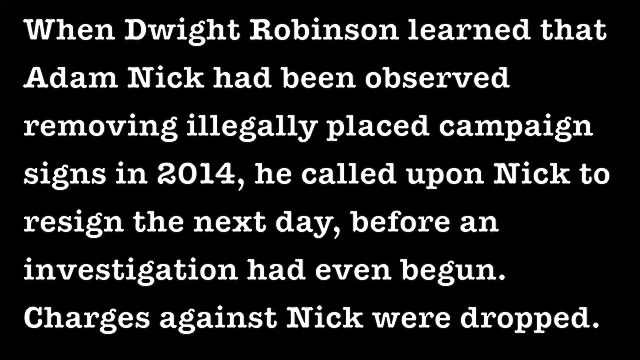 When Dwight Robinson learned that
Adam Nick had been observed
removing illegally placed campaign
signs in 2014, he called upon Nick to
resign the next day, before an
investigation had even begun.
Charges against Nick were dropped.